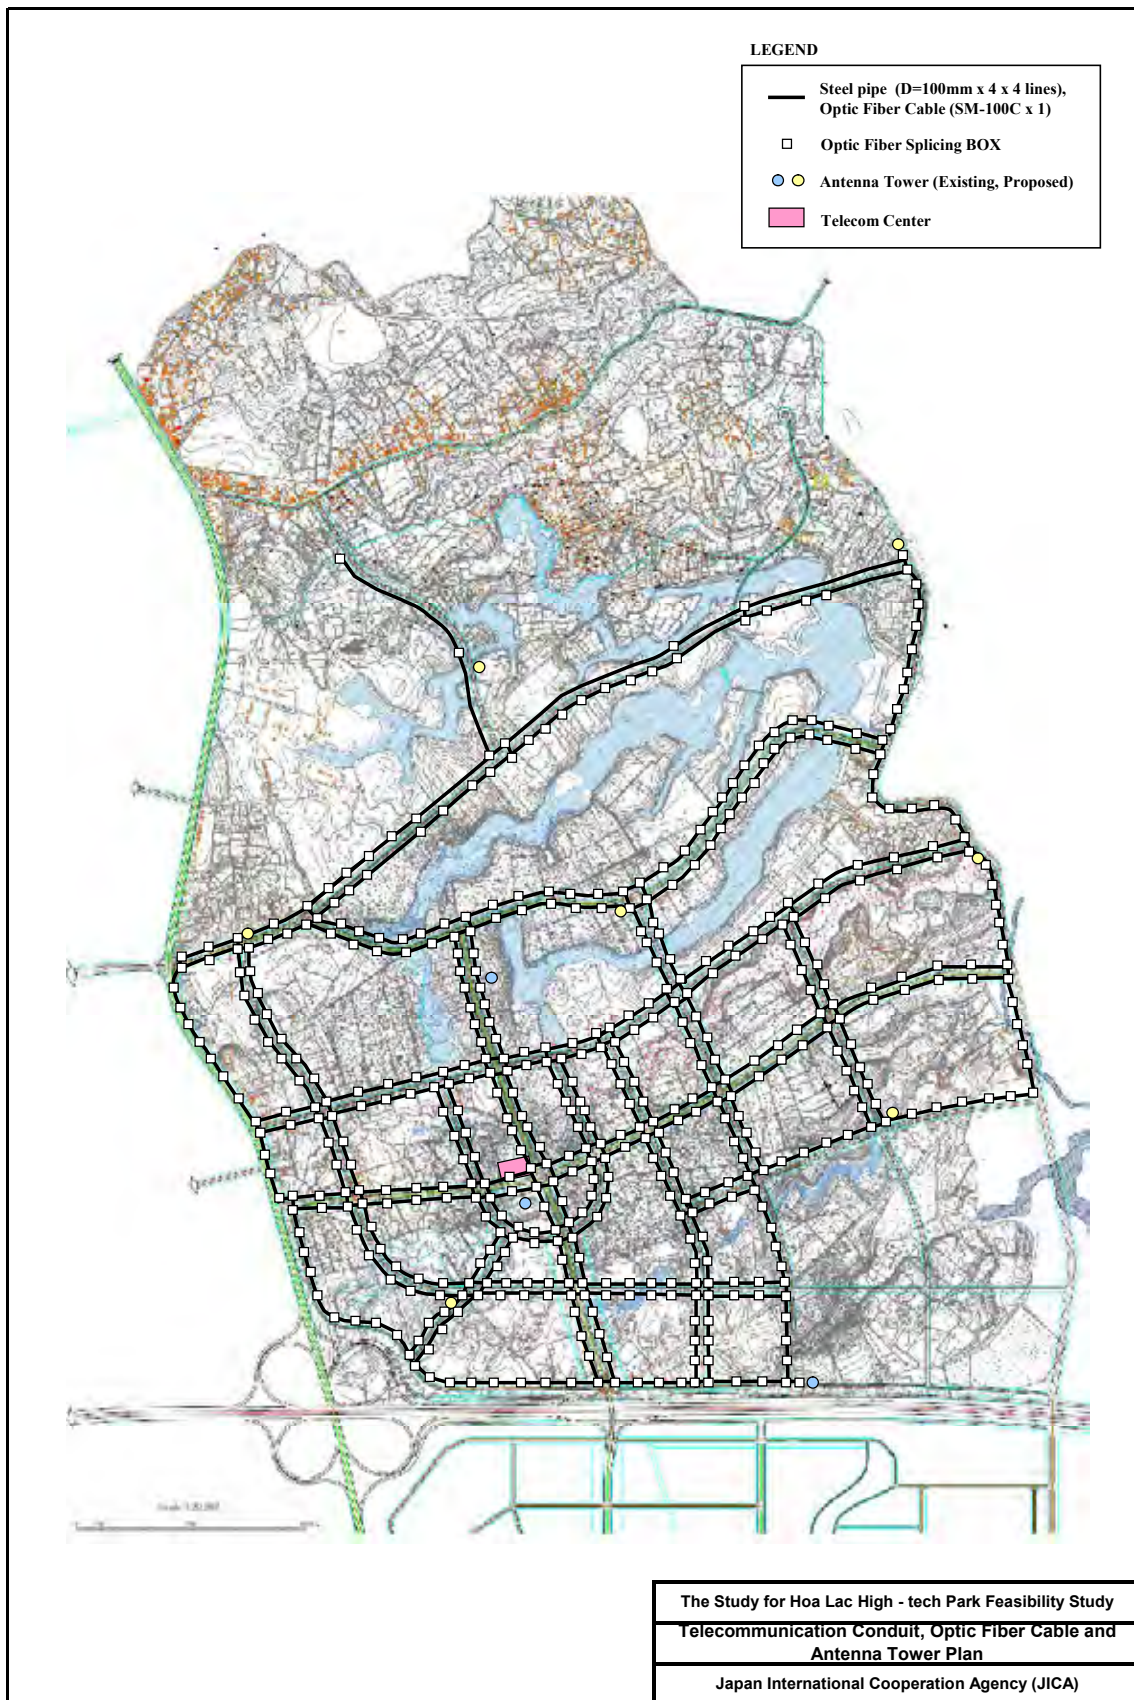 LEGEND
Steel pipe (D=100mm x 4 x 4 lines),
Optic Fiber Cable (SM-100C x 1)
Optic Fiber Splicing BOX
Antenna Tower (Existing, Proposed)
Telecom Center
The Study for Hoa Lac High - tech Park Feasibility Study
Telecommunication Conduit, Optic Fiber Cable and
Antenna Tower Plan
Japan International Cooperation Agency (JICA)